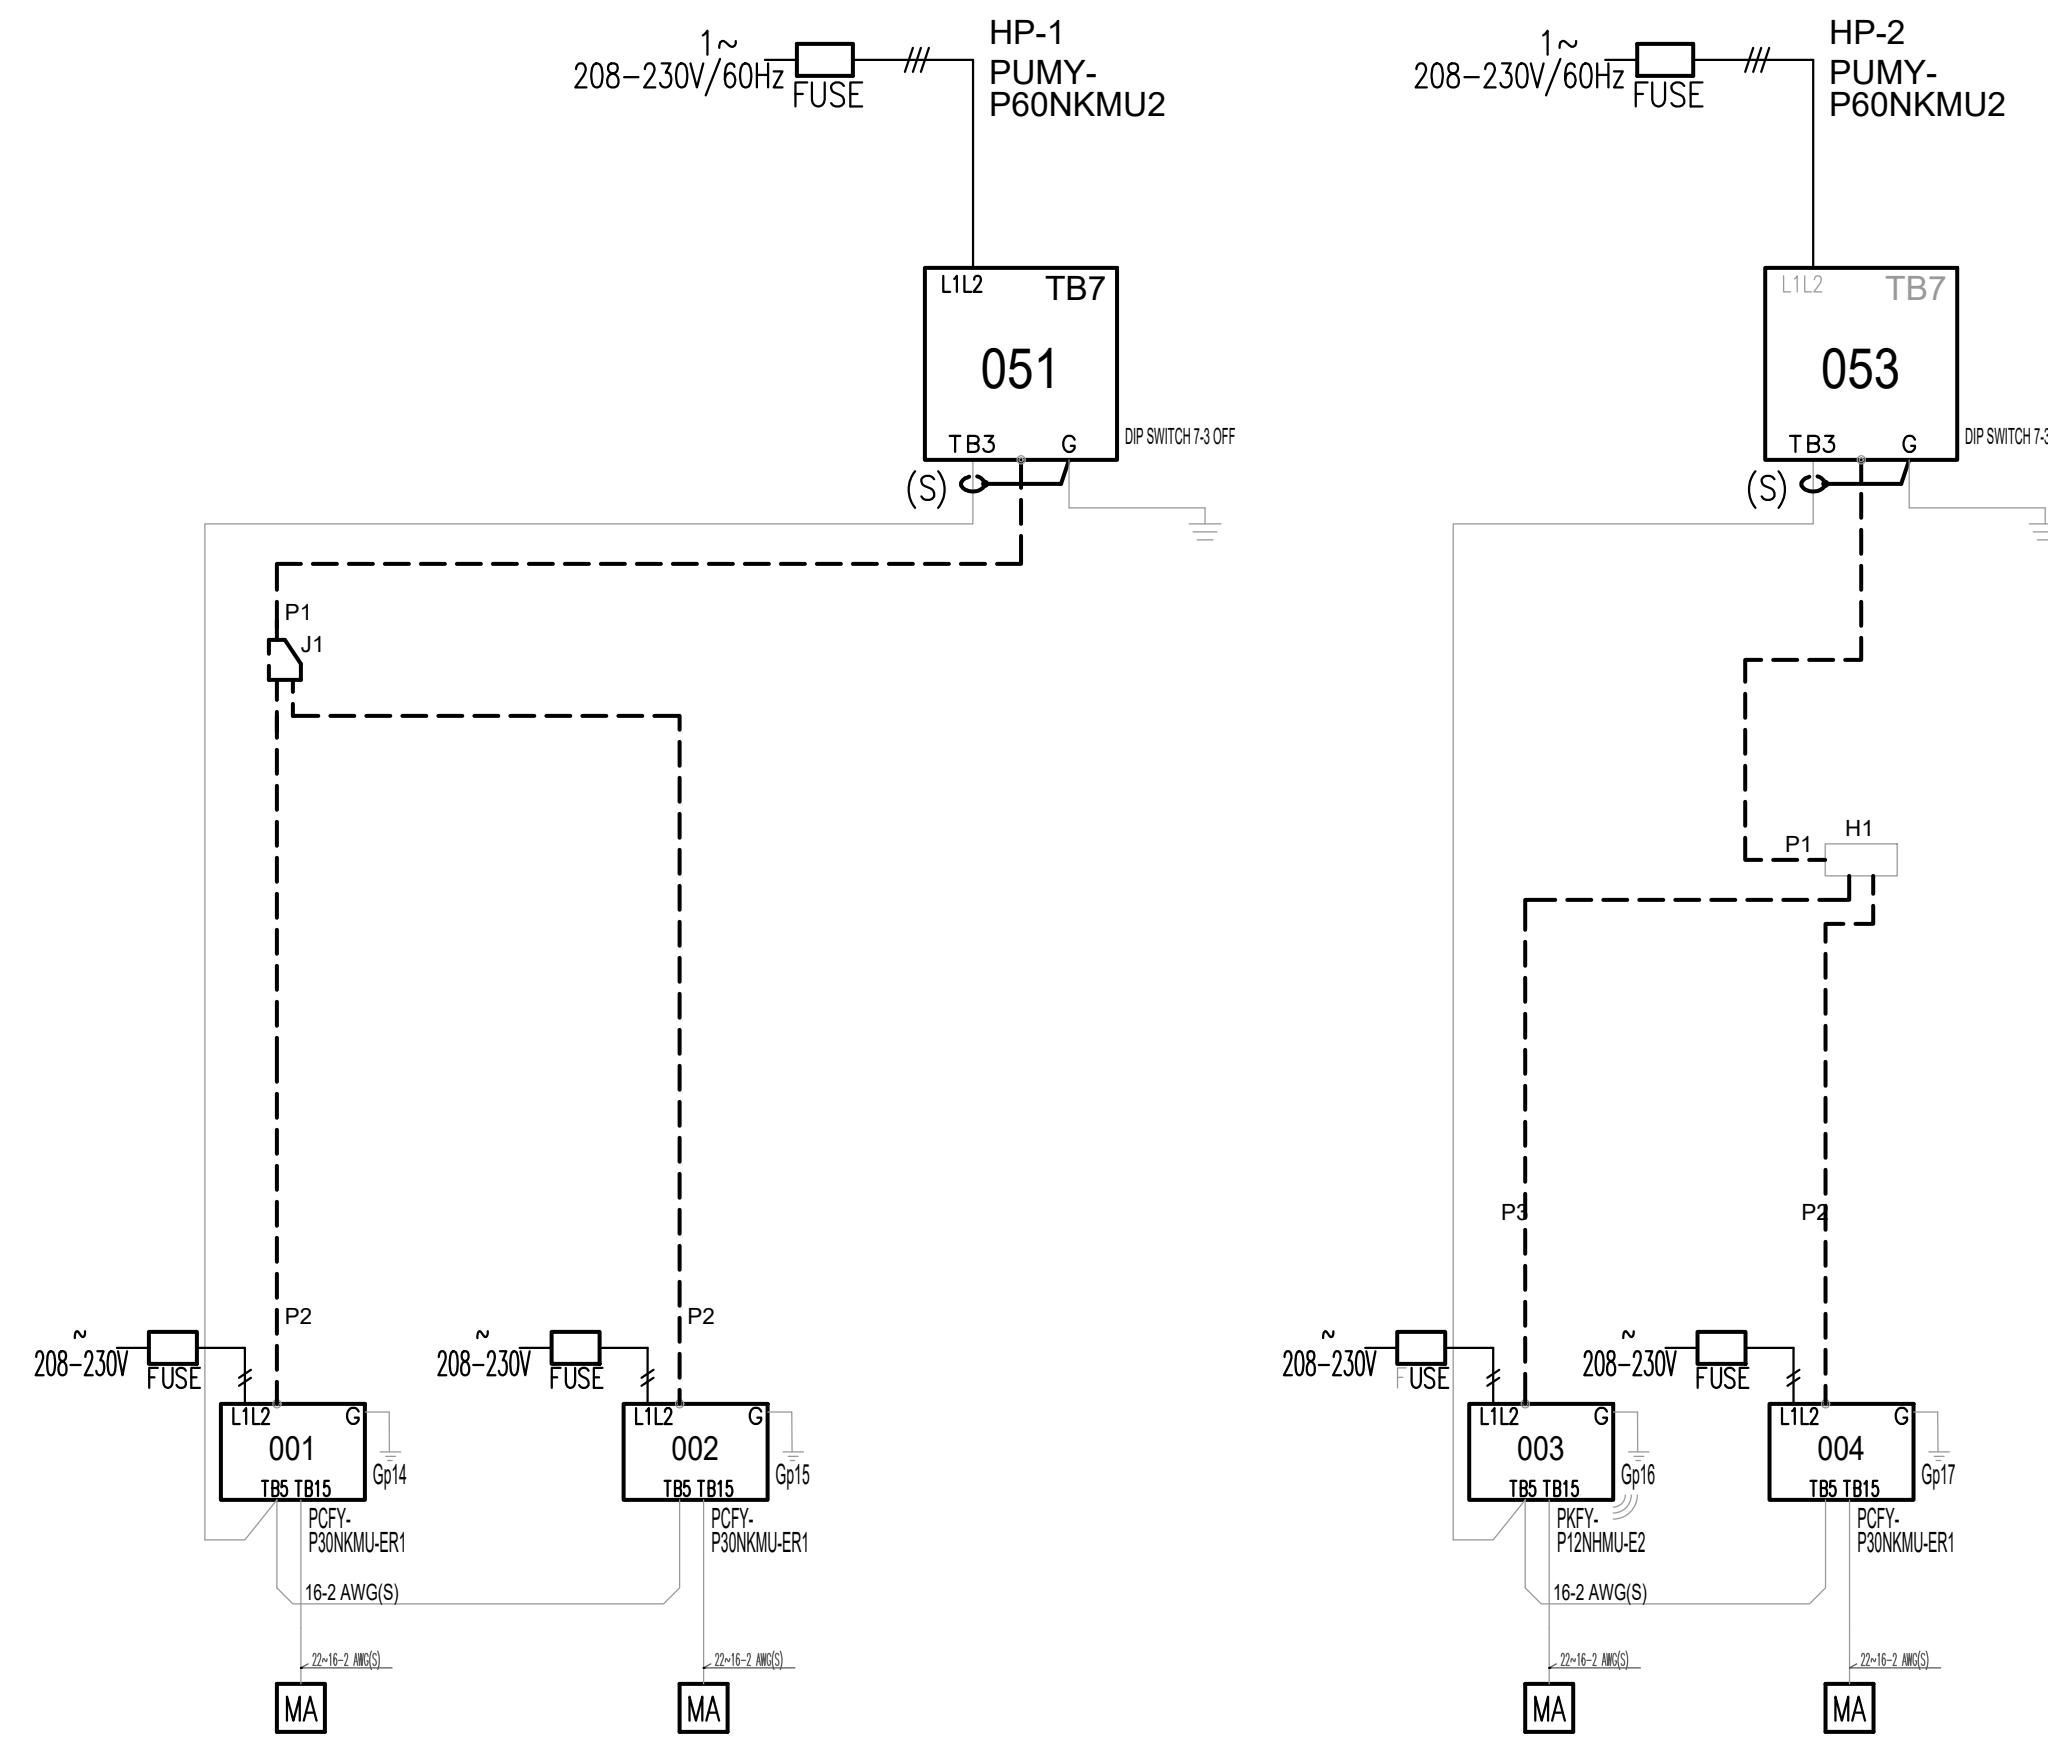 1~
208-230V/60Hz
FUSE
HP-1
PUMY-
P60NKMU2
L1L2 TB7
051
TB3 G
DIP SWITCH 7-3 OFF
(S)
P1
J1
P2
P2
~
208-230V
FUSE
L1L2 G
001
TB5 TB15
Gp14
PCFY-
P30NKMU-ER1
16-2 AWG(S)
22~16-2 AWG(S)
MA
~
208-230V
FUSE
L1L2 G
002
TB5 TB15
Gp15
PCFY-
P30NKMU-ER1
22~16-2 AWG(S)
MA
1~
208-230V/60Hz
FUSE
HP-2
PUMY-
P60NKMU2
L1L2 TB7
053
TB3 G
DIP SWITCH 7-3
(S)
H1
P1
P3
P2
~
208-230V
FUSE
L1L2 G
003
TB5 TB15
Gp16
PKFY-
P12NHMU-E2
16-2 AWG(S)
22~16-2 AWG(S)
MA
~
208-230V
FUSE
L1L2 G
004
TB5 TB15
Gp17
PCFY-
P30NKMU-ER1
22~16-2 AWG(S)
MA